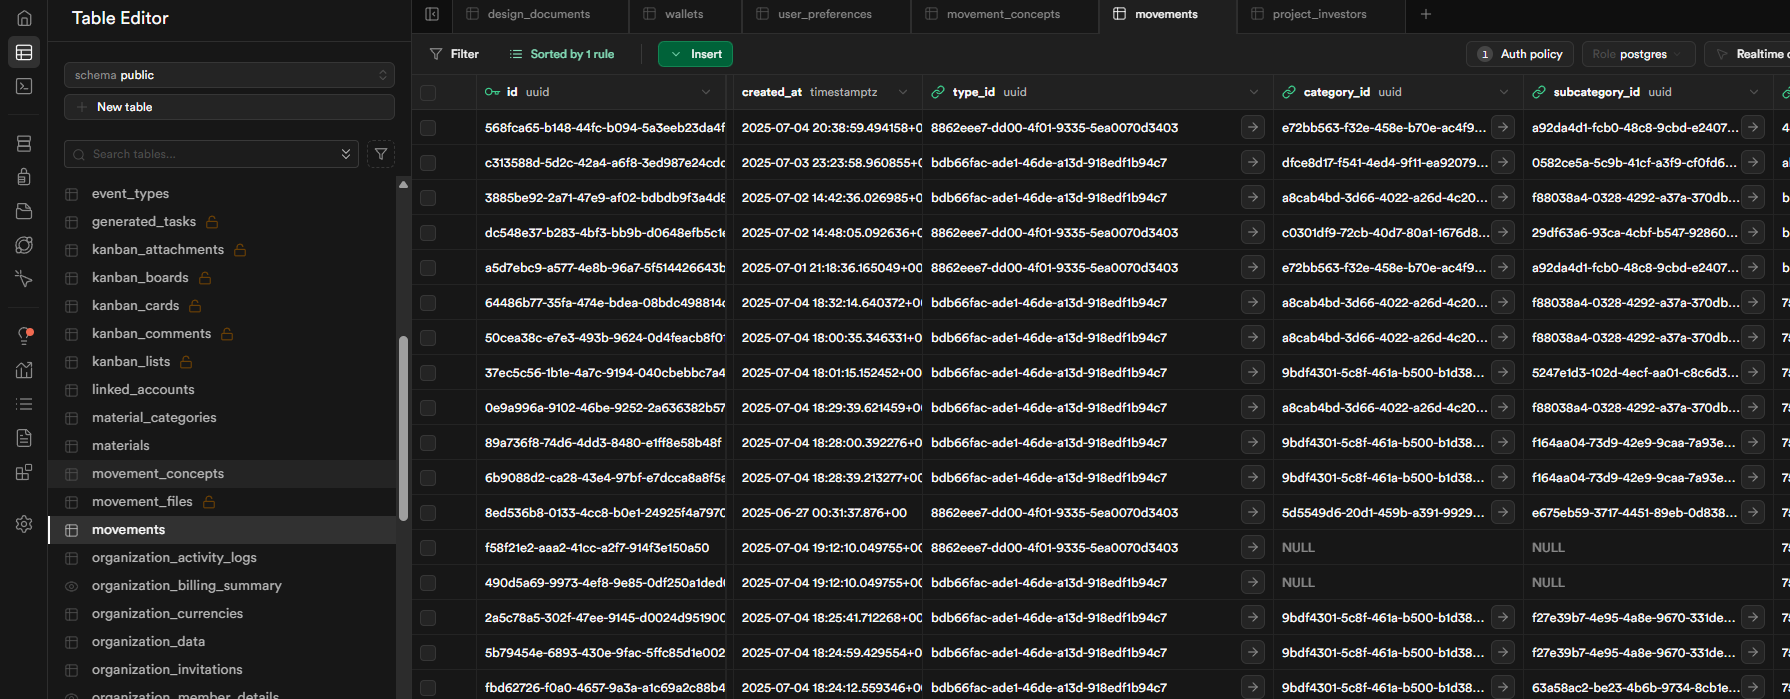 Table Editor
schema public
New table
Search tables...
event_types
generated_tasks
kanban_attachments
kanban_boards
kanban_cards
kanban_comments
kanban_lists
linked_accounts
material_categories
materials
movement_concepts
movement_files
movements
organization_activity_logs
organization_billing_summary
organization_currencies
organization_data
organization_invitations
organization_member_details
design_documents wallets user_preferences movement_concepts movements project_investors
Filter Sorted by 1 rule Insert 1 Auth policy Role postgres Realtime
id uuid created_at timestamptz type_id uuid category_id uuid subcategory_id uuid
568fca65-b148-44fc-b094-5a3eeb23da4f 2025-07-04 20:38:59.494158+0 8862eee7-dd00-4f01-9335-5ea0070d3403 e72bb563-f32e-458e-b70e-ac4f9... a92da4d1-fcb0-48c8-9cbd-e2407... 4
c313588d-5d2c-42a4-a6f8-3ed987e24cdc 2025-07-03 23:23:58.960855+0 bdb66fac-ade1-46de-a13d-918edf1b94c7 dfce8d17-f541-4ed4-9f11-ea92079... 0582ce5a-5c9b-41cf-a3f9-cf0fd6...
3885be92-2a71-47e9-af02-bdbdb9f3a4d8 2025-07-02 14:42:36.026985+0 bdb66fac-ade1-46de-a13d-918edf1b94c7 a8cab4bd-3d66-4022-a26d-4c20... f88038a4-0328-4292-a37a-370db...
dc548e37-b283-4bf3-bb9b-d0648efb5c1e 2025-07-02 14:48:05.092636+0 8862eee7-dd00-4f01-9335-5ea0070d3403 c0301df9-72cb-40d7-80a1-1676d8... 29df63a6-93ca-4cbf-b547-92860...
a5d7ebc9-a577-4e8b-96a7-5f514426643b 2025-07-01 21:18:36.165049+00 8862eee7-dd00-4f01-9335-5ea0070d3403 e72bb563-f32e-458e-b70e-ac4f9... a92da4d1-fcb0-48c8-9cbd-e2407...
64486b77-35fa-474e-bdea-08bdc498814 2025-07-04 18:32:14.640372+0 bdb66fac-ade1-46de-a13d-918edf1b94c7 a8cab4bd-3d66-4022-a26d-4c20... f88038a4-0328-4292-a37a-370db...
50cea38c-e7e3-493b-9624-0d4feacb8f0 2025-07-04 18:00:35.346331+0 bdb66fac-ade1-46de-a13d-918edf1b94c7 a8cab4bd-3d66-4022-a26d-4c20... f88038a4-0328-4292-a37a-370db...
37ec5c56-1b1e-4a7c-9194-040cbebbc7a4 2025-07-04 18:01:15.152452+00 bdb66fac-ade1-46de-a13d-918edf1b94c7 9bdf4301-5c8f-461a-b500-b1d38... 5247e1d3-102d-4ecf-aa01-c8c6d3...
0e9a996a-9102-46be-9252-2a636382b57 2025-07-04 18:29:39.621459+0 bdb66fac-ade1-46de-a13d-918edf1b94c7 a8cab4bd-3d66-4022-a26d-4c20... f88038a4-0328-4292-a37a-370db...
89a736f8-74d6-4dd3-8480-e1ff8e58b48f 2025-07-04 18:28:00.392276+0 bdb66fac-ade1-46de-a13d-918edf1b94c7 9bdf4301-5c8f-461a-b500-b1d38... f164aa04-73d9-42e9-9caa-7a93e...
6b9088d2-ca28-43e4-97bf-e7dcca8a8f5a 2025-07-04 18:28:39.213277+00 bdb66fac-ade1-46de-a13d-918edf1b94c7 9bdf4301-5c8f-461a-b500-b1d38... f164aa04-73d9-42e9-9caa-7a93e...
8ed536b8-0133-4cc8-b0e1-24925f4a7970 2025-06-27 00:31:37.876+00 8862eee7-dd00-4f01-9335-5ea0070d3403 5d5549d6-20d1-459b-a391-9929... e675eb59-3717-4451-89eb-0d838...
f58f21e2-aaa2-41cc-a2f7-914f3e150a50 2025-07-04 19:12:10.049755+00 8862eee7-dd00-4f01-9335-5ea0070d3403 NULL NULL
490d5a69-9973-4ef8-9e85-0df250a1ded 2025-07-04 19:12:10.049755+00 bdb66fac-ade1-46de-a13d-918edf1b94c7 NULL NULL
2a5c78a5-302f-47ee-9145-d0024d951900 2025-07-04 18:25:41.712268+00 bdb66fac-ade1-46de-a13d-918edf1b94c7 9bdf4301-5c8f-461a-b500-b1d38... f27e39b7-4e95-4a8e-9670-331de...
5b79454e-6893-430e-9fac-5ffc85d1e002 2025-07-04 18:24:59.429554+0 bdb66fac-ade1-46de-a13d-918edf1b94c7 9bdf4301-5c8f-461a-b500-b1d38... f27e39b7-4e95-4a8e-9670-331de...
fbd62726-f0a0-4657-9a3a-a1c69a2c88b4 2025-07-04 18:24:12.559346+0 bdb66fac-ade1-46de-a13d-918edf1b94c7 9bdf4301-5c8f-461a-b500-b1d38... 63a58ac2-be23-4b6b-9734-8cb1e...